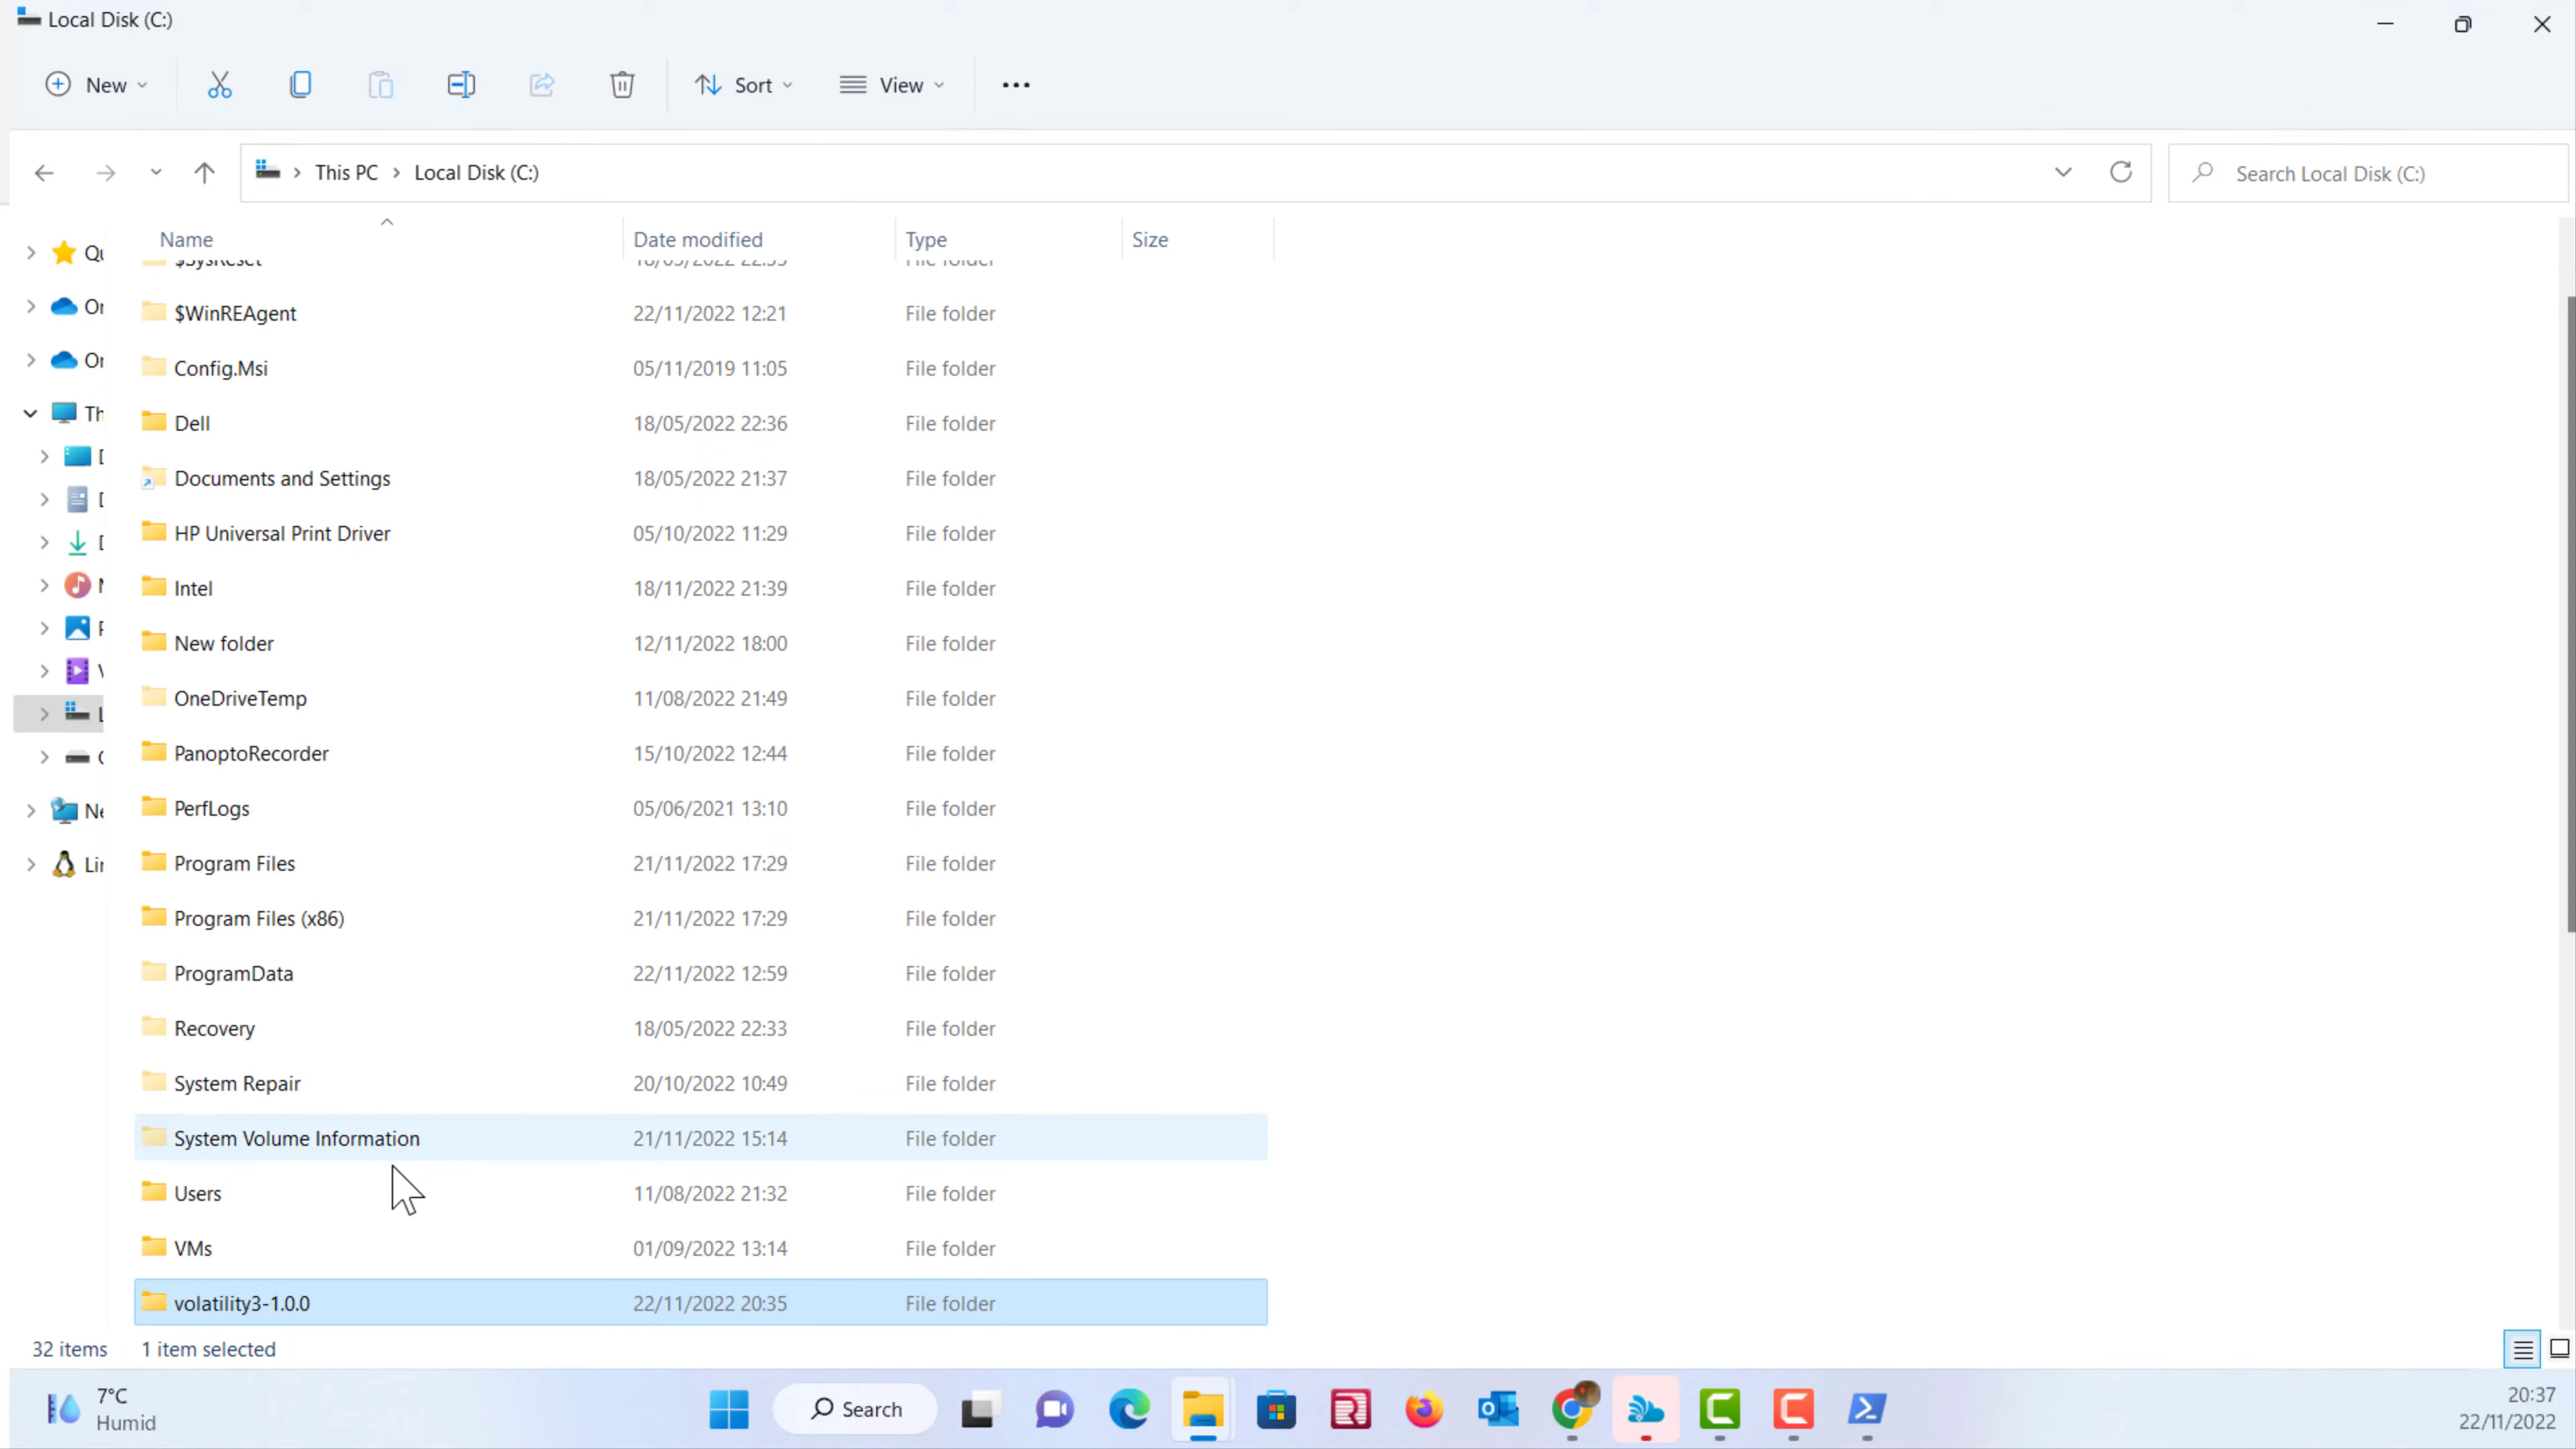 Local Disk (C:)
New
Sort
View
This PC
Local Disk (C:)
Search Local Disk (C:)
Name
Date modified
Type
Size
$SysReset
$WinREAgent 22/11/2022 12:21 File folder
Config.Msi 05/11/2019 11:05 File folder
Dell 18/05/2022 22:36 File folder
Documents and Settings 18/05/2022 21:37 File folder
HP Universal Print Driver 05/10/2022 11:29 File folder
Intel 18/11/2022 21:39 File folder
New folder 12/11/2022 18:00 File folder
OneDriveTemp 11/08/2022 21:49 File folder
PanoptoRecorder 15/10/2022 12:44 File folder
PerfLogs 05/06/2021 13:10 File folder
Program Files 21/11/2022 17:29 File folder
Program Files (x86) 21/11/2022 17:29 File folder
ProgramData 22/11/2022 12:59 File folder
Recovery 18/05/2022 22:33 File folder
System Repair 20/10/2022 10:49 File folder
System Volume Information 21/11/2022 15:14 File folder
Users 11/08/2022 21:32 File folder
VMs 01/09/2022 13:14 File folder
volatility3-1.0.0 22/11/2022 20:35 File folder
32 items 1 item selected
7°C
Humid
Search
20:37
22/11/2022